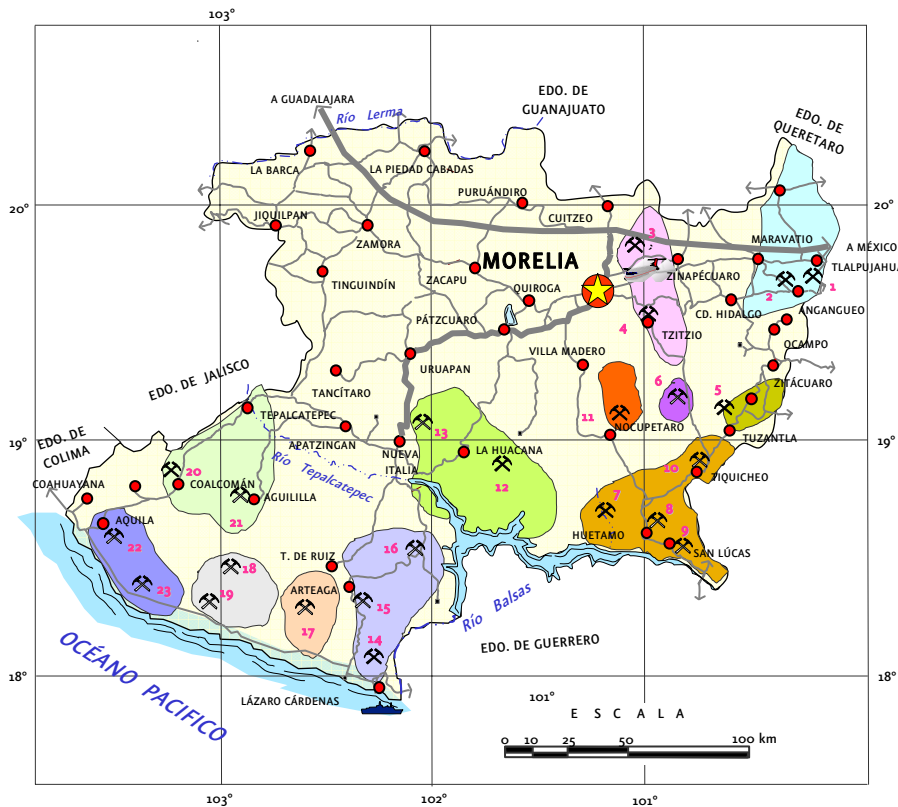 103°
A GUADALAJARA
Río Lerma
EDO. DE
GUANAJUATO
EDO. DE
QUERETARO
LA BARCA
LA PIEDAD CABADAS
PURUÁNDIRO
20°
JIQUILPAN
CUITZEO
20°
ZAMORA
3
MARAVATIO
A MÉXICO
MORELIA
TLALPUJAHUA
TINGUINDÍN
ZACAPU
ZINAPÉCUARO
QUIROGA
2
1
CD. HIDALGO
ANGANGUEO
PÁTZCUARO
4
TZITZIO
OCAMPO
VILLA MADERO
EDO. DE JALISCO
URUAPAN
TANCÍTARO
6
5
ZITÁCUARO
TEPALCATEPEC
11
NOCUPETARO
EDO. DE
COLIMA
APATZINGAN
13
19°
TUZANTLA
19°
NUEVA
ITALIA
LA HUACANA
Río Tepalcatepec
20
10
TIQUICHEO
COAHUAYANA
COALCOMÁN
12
AGUILILLA
21
7
8
AQUILA
HUETAMO
9
22
16
SAN LÚCAS
T. DE RUIZ
18
23
19
ARTEAGA
15
Río Balsas
17
14
EDO. DE GUERRERO
OCÉANO PACIFICO
18°
18°
LÁZARO CÁRDENAS
101°
E S C A L A
0
10
25
50
100 km
103°
102°
101°